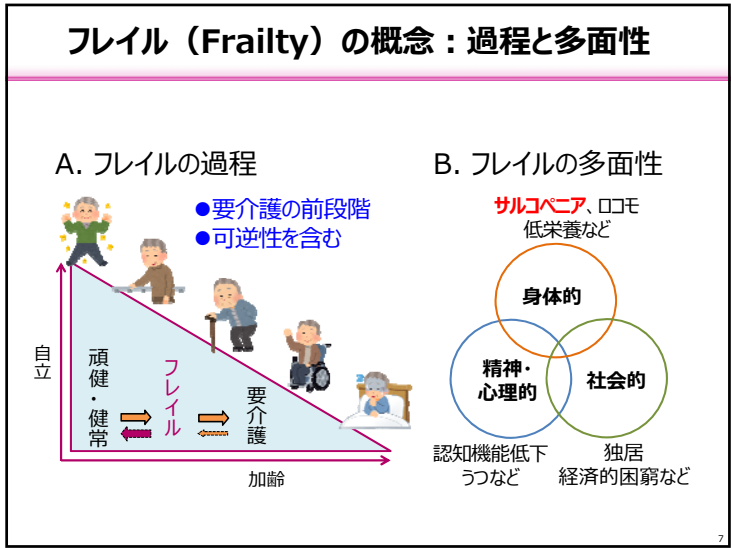 フレイル（Frailty）の概念：過程と多面性
A. フレイルの過程
●要介護の前段階
●可逆性を含む
自立
頑健・健常
フレイル
要介護
加齢
B. フレイルの多面性
サルコペニア、ロコモ
低栄養など
身体的
精神・
心理的
社会的
認知機能低下
うつなど
独居
経済的困窮など
7